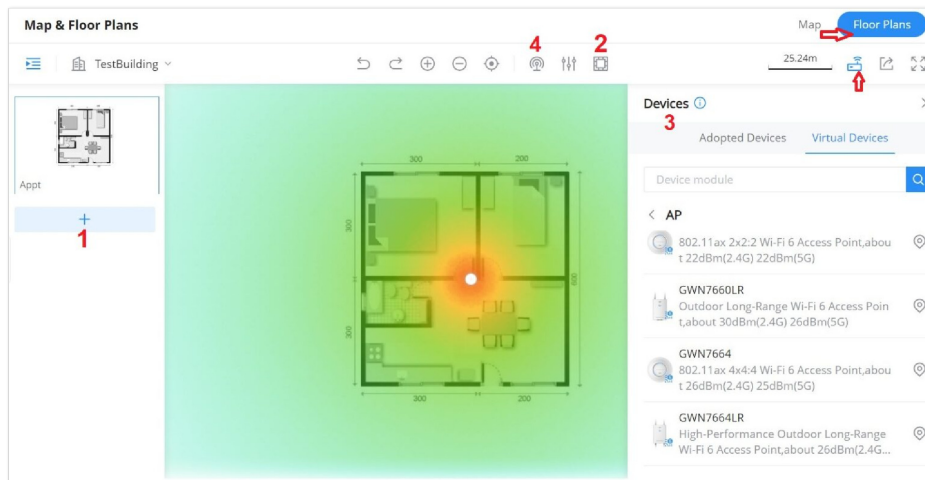 Map & Floor Plans
Map
Floor Plans
TestBuilding
4
2
25.24m
Appt
1
300
200
300
300
600
300
200
Devices
3
Adopted Devices
Virtual Devices
Device module
AP
802.11ax 2x2:2 Wi-Fi 6 Access Point,abou
t 22dBm(2.4G) 22dBm(5G)
GWN7660LR
Outdoor Long-Range Wi-Fi 6 Access Poin
t,about 30dBm(2.4G) 26dBm(5G)
GWN7664
802.11ax 4x4:4 Wi-Fi 6 Access Point,abou
t 26dBm(2.4G) 25dBm(5G)
GWN7664LR
High-Performance Outdoor Long-Range
Wi-Fi 6 Access Point,about 26dBm(2.4G...